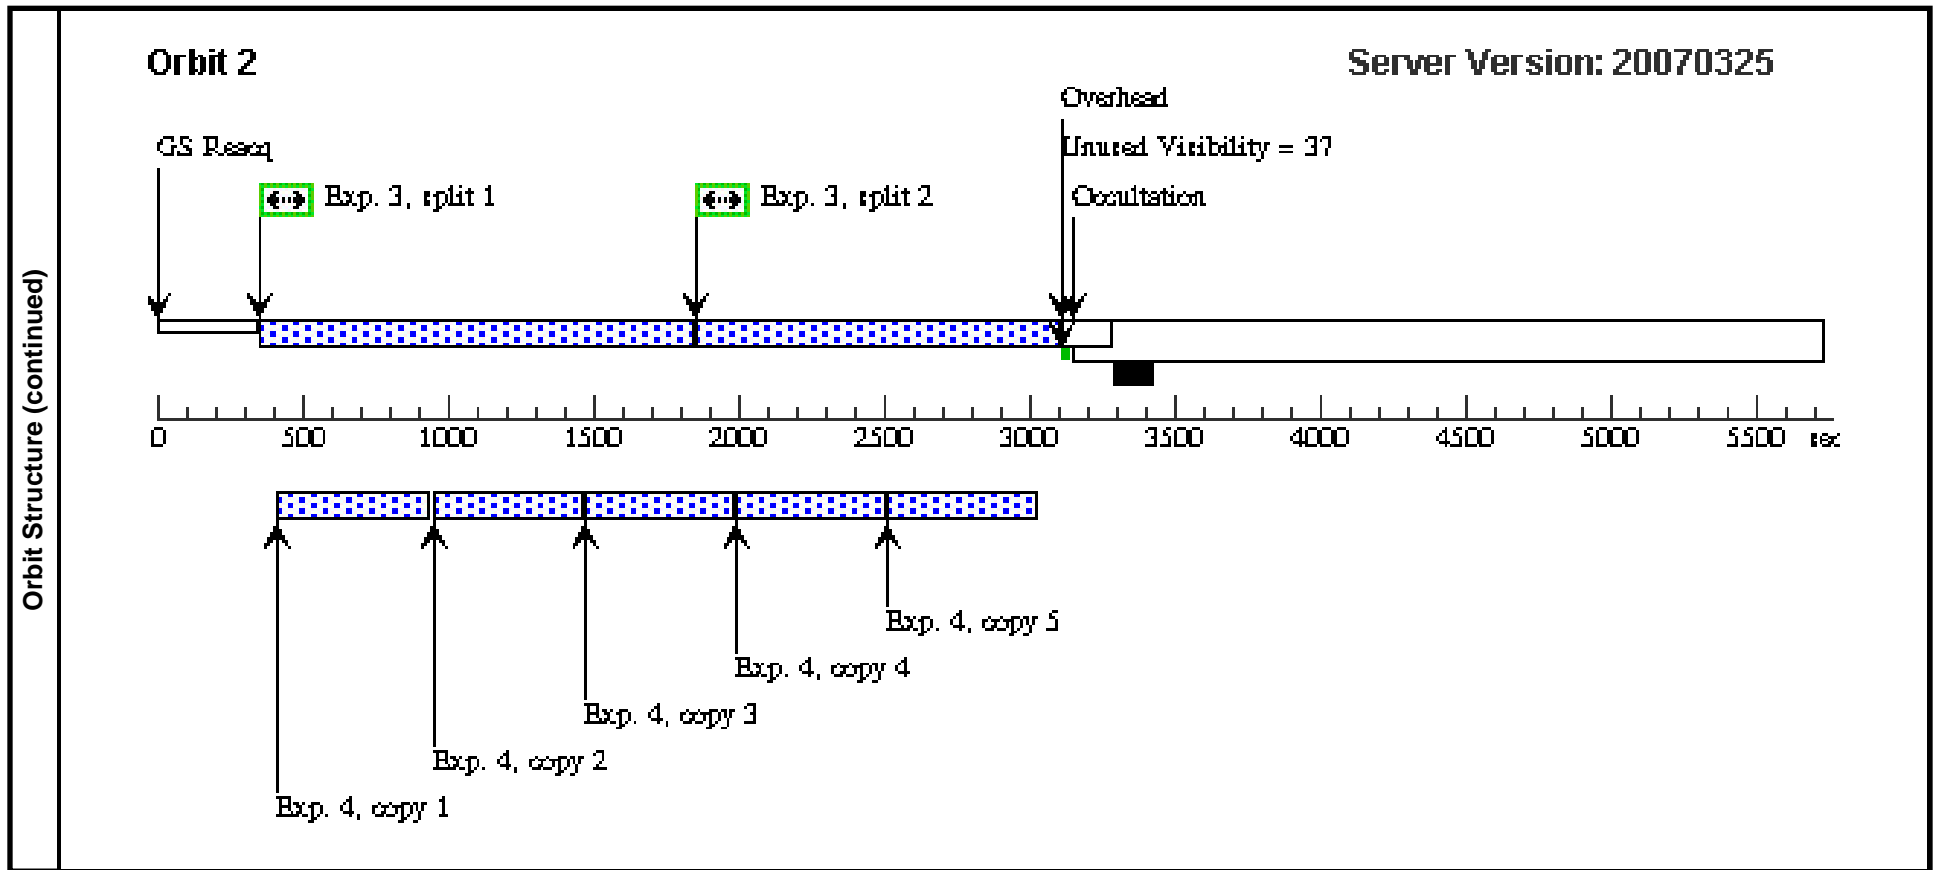 Orbit Structure (continued)
Orbit 2
Server Version: 20070325
Overhead
GS Reacq
Unused Visibility = 37
Exp. 3, split 1
Exp. 3, split 2
Occultation
0 500 1000 1500 2000 2500 3000 3500 4000 4500 5000 5500 sec
Exp. 4, copy 5
Exp. 4, copy 4
Exp. 4, copy 3
Exp. 4, copy 2
Exp. 4, copy 1